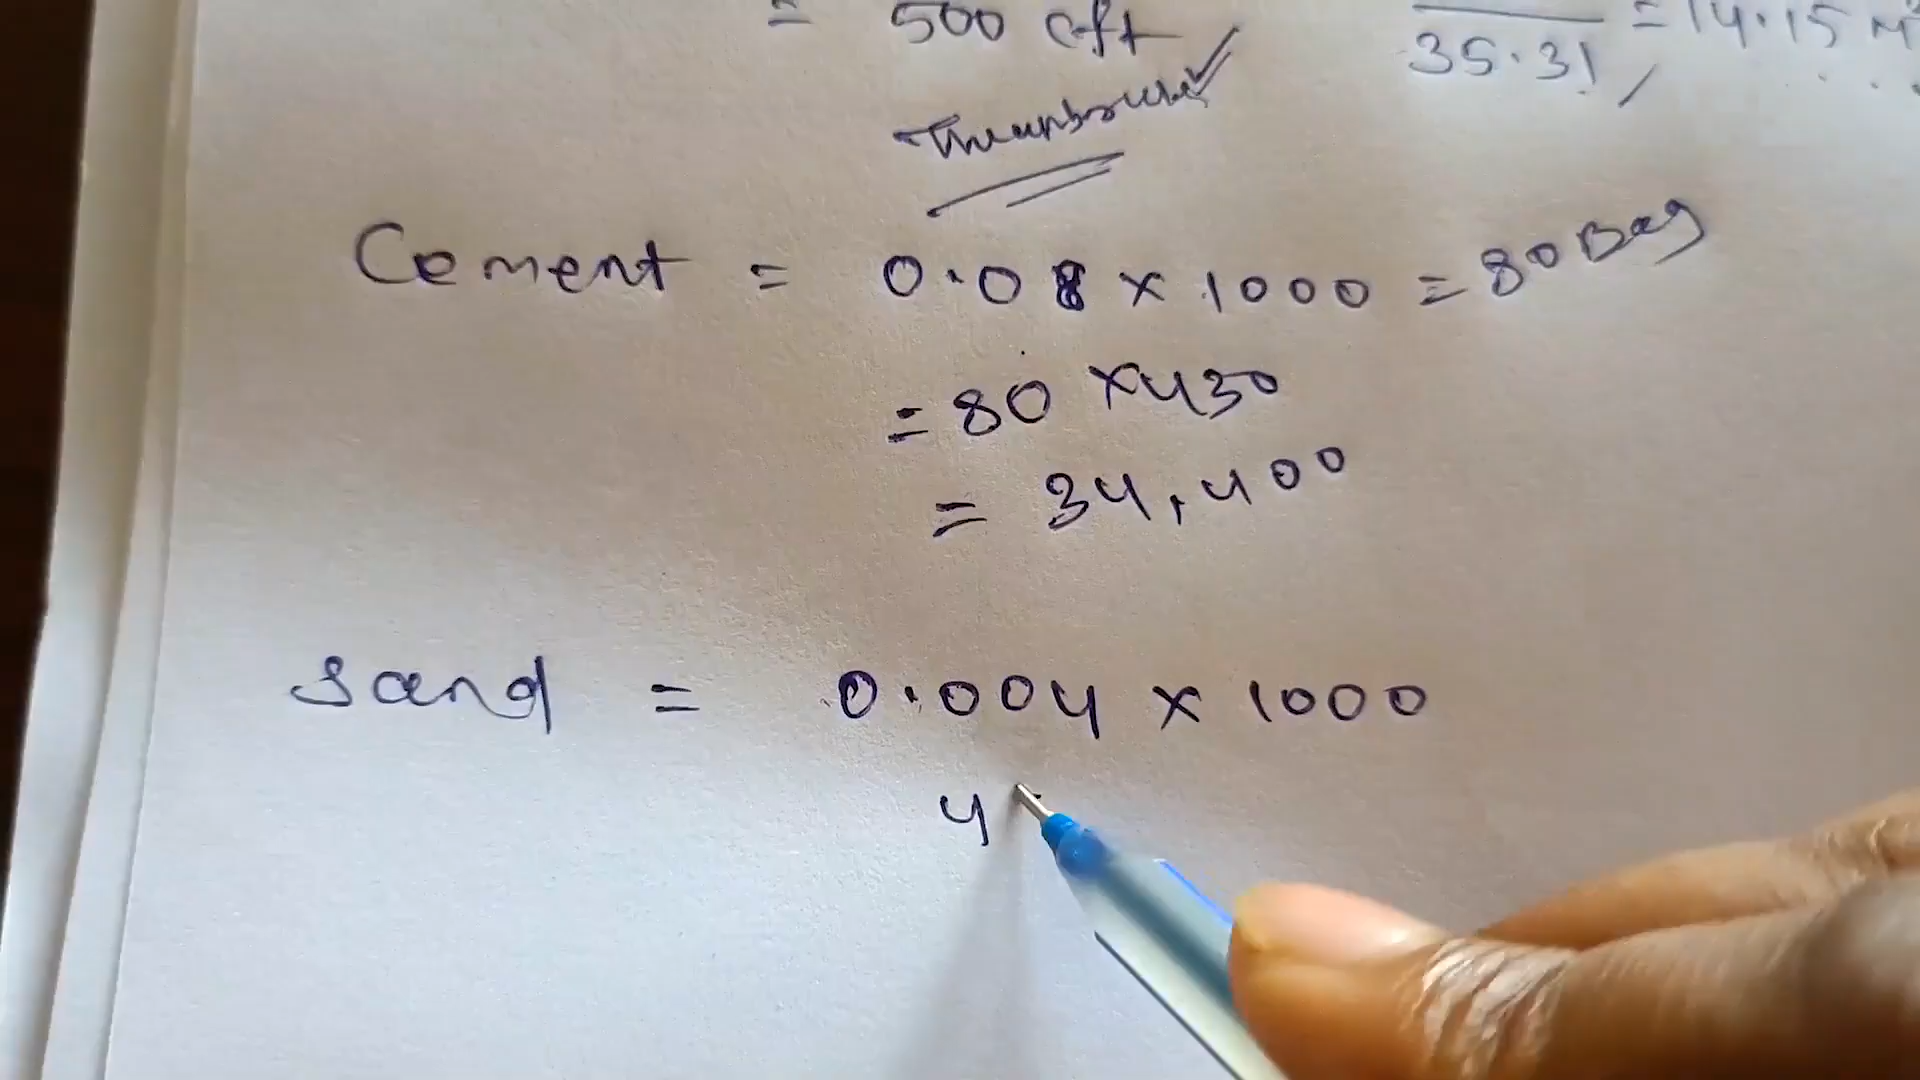 = 500 cft
35.31 = 14.15 M
Thumbrule
Cement = 0.08 x 1000 = 80 Bag
= 80 x 430
= 34,400
Sand = 0.004 x 1000
4